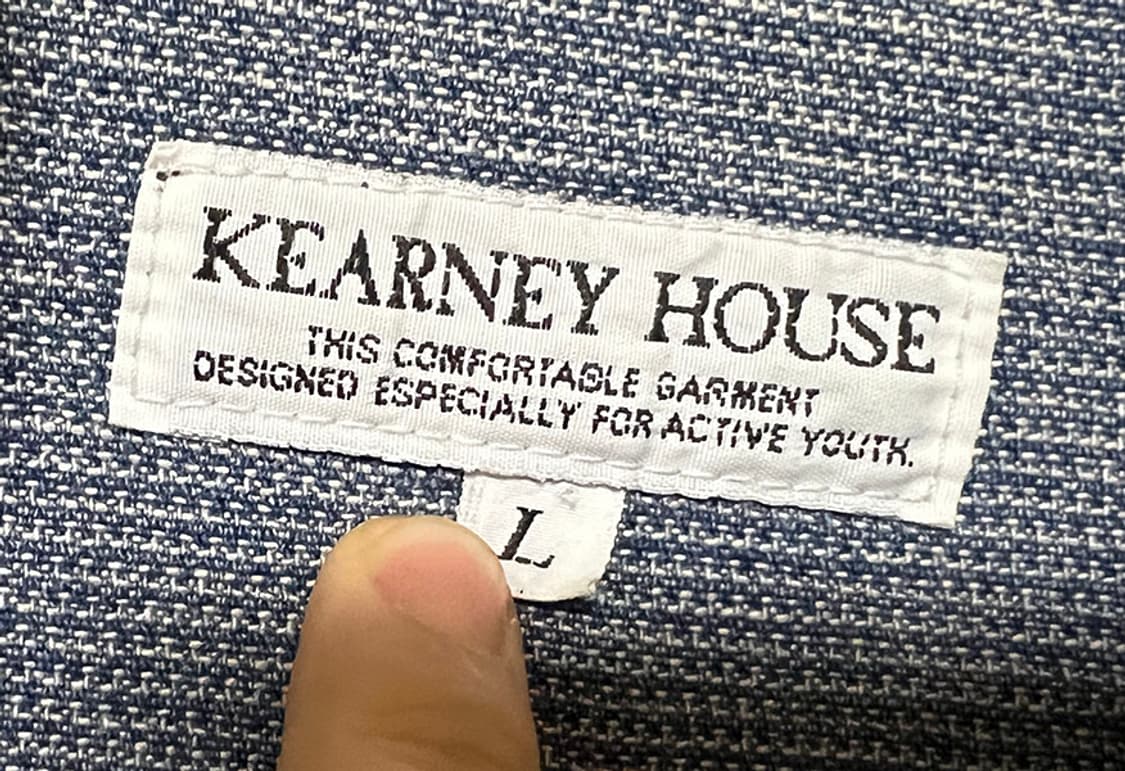 KEARNEY HOUSE
THIS COMFORTABLE GARMENT
DESIGNED ESPECIALLY FOR ACTIVE YOUTH.
L